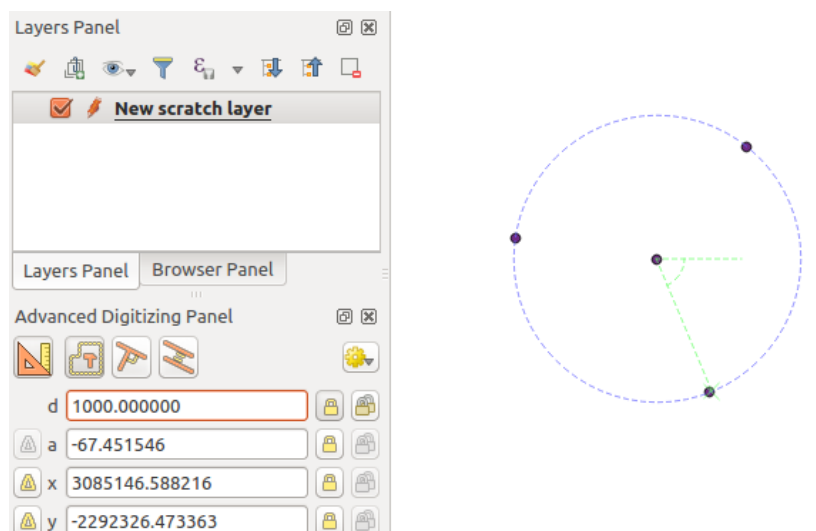 Layers Panel
New scratch layer
Layers Panel Browser Panel
Advanced Digitizing Panel
d 1000.000000
a -67.451546
x 3085146.588216
y -2292326.473363